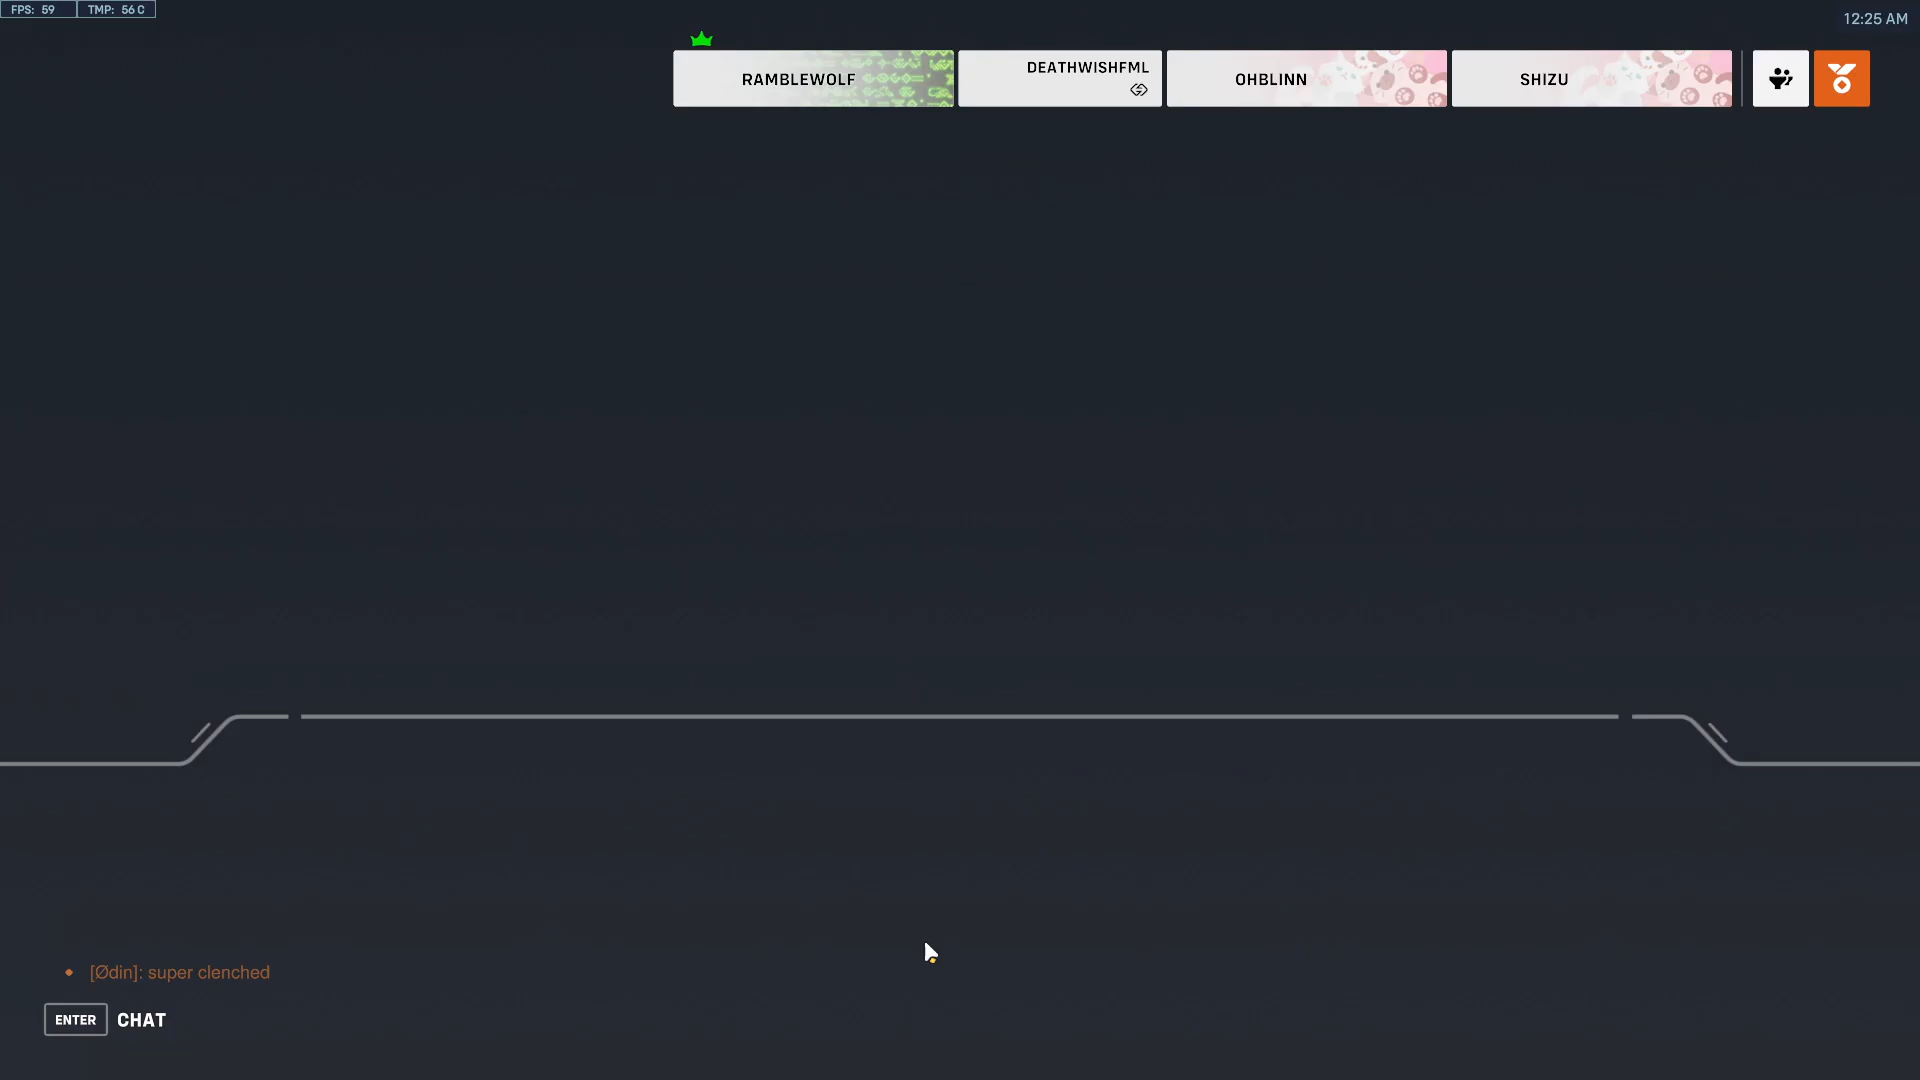 FPS: 59 TMP: 56 C
12:25 AM
RAMBLEWOLF DEATHWISHFML OHBLINN SHIZU
[Ødin]: super clenched
ENTER CHAT